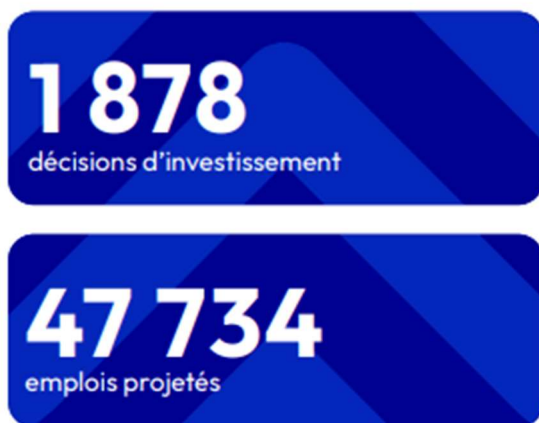 1 878
décisions d’investissement
47 734
emplois projetés